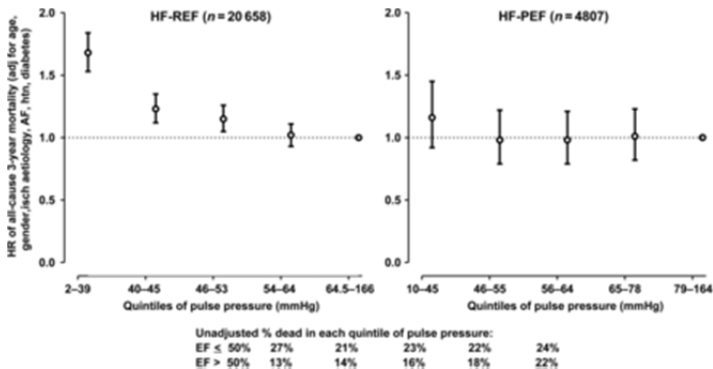 HF-REF (n = 20 658)
HR of all-cause 3-year mortality (adj for age,
gender,isch aetiology, AF, htn, diabetes)
2.0
1.5
1.0
0.5
0.0
2–39
40–45
46–53
54–64
64.5–166
Quintiles of pulse pressure (mmHg)
HF-PEF (n = 4807)
2.0
1.5
1.0
0.5
0.0
10–45
46–55
56–64
65–78
79–164
Quintiles of pulse pressure (mmHg)
Unadjusted % dead in each quintile of pulse pressure:
EF ≤ 50% 27% 21% 23% 22% 24%
EF > 50% 13% 14% 16% 18% 22%